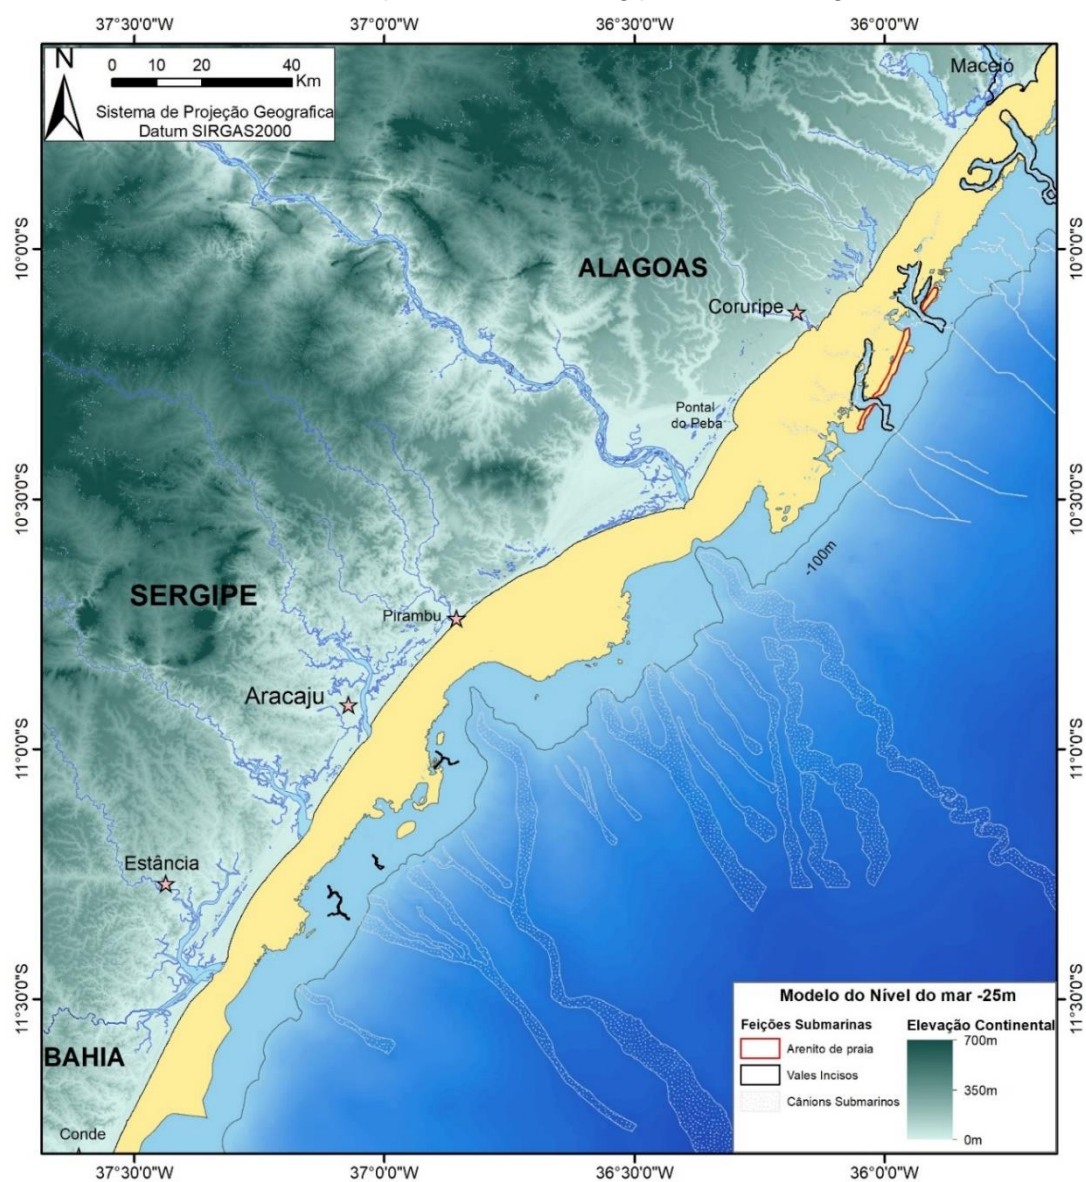 37°30'0"W 37°0'0"W 36°30'0"W 36°0'0"W
N
0 10 20 40
Km
Sistema de Projeção Geografica
Datum SIRGAS2000
Maceió
10°0'0"S 10°0'0"S
ALAGOAS
Coruripe
Pontal
do Peba
10°30'0"S 10°30'0"S
-100m
SERGIPE
Pirambu
Aracaju
11°0'0"S 11°0'0"S
Estância
11°30'0"S 11°30'0"S
BAHIA
Conde
Modelo do Nível do mar -25m
Feições Submarinas
Arenito de praia
Vales Incisos
Cânions Submarinos
Elevação Continental
700m
350m
0m
37°30'0"W 37°0'0"W 36°30'0"W 36°0'0"W